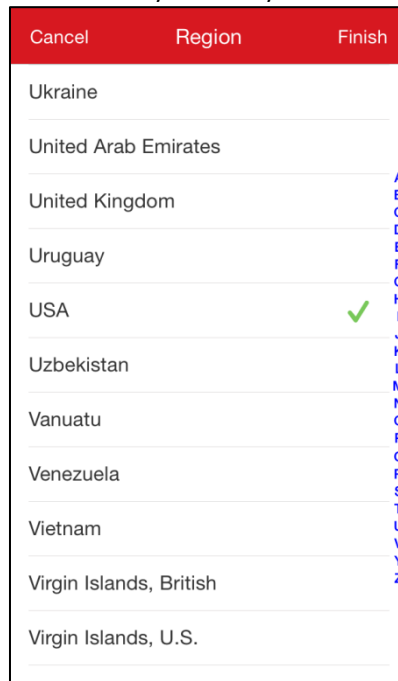 Cancel Region Finish
Ukraine
United Arab Emirates
United Kingdom
Uruguay
USA
Uzbekistan
Vanuatu
Venezuela
Vietnam
Virgin Islands, British
Virgin Islands, U.S.